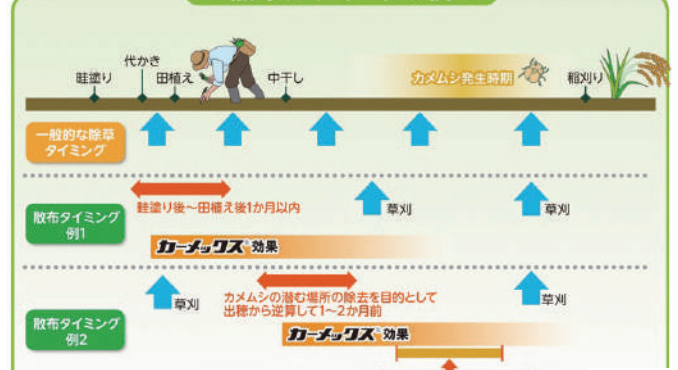 代かき
畦塗り
田植え
中干し
カメムシ発生時期
稲刈り
一般的な除草
タイミング
畦塗り後～田植え後1か月以内
草刈
草刈
散布タイミング
例1
カーメックス®効果
草刈
カメムシの潜む場所の除去を目的として
出穂から逆算して1～2か月前
草刈
散布タイミング
例2
カーメックス®効果